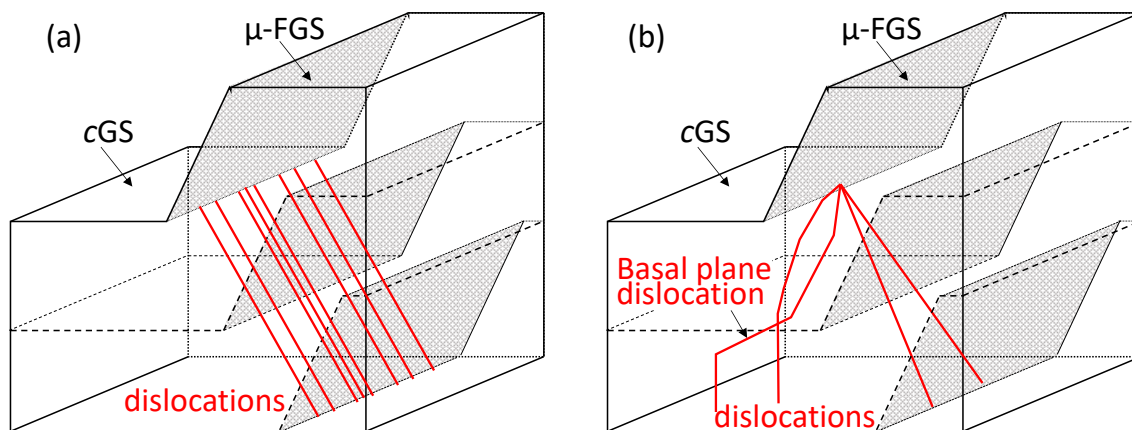 (a)
μ-FGS
cGS
dislocations
(b)
μ-FGS
cGS
Basal plane
dislocation
dislocations